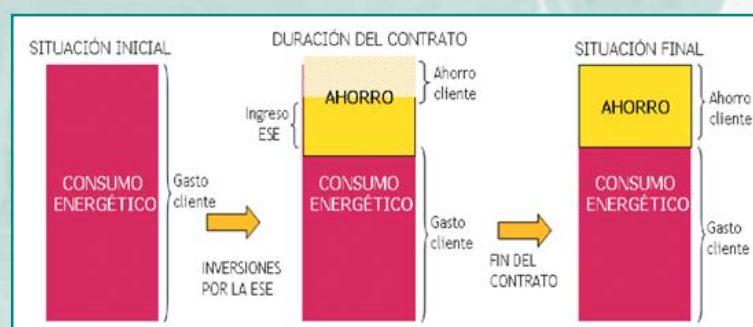 SITUACIÓN INICIAL
CONSUMO
ENERGÉTICO
Gasto
cliente
INVERSIONES
POR LA ESE
DURACIÓN DEL CONTRATO
AHORRO
Ahorro
cliente
Ingreso
ESE
CONSUMO
ENERGÉTICO
Gasto
cliente
FIN DEL
CONTRATO
SITUACIÓN FINAL
AHORRO
Ahorro
cliente
CONSUMO
ENERGÉTICO
Gasto
cliente